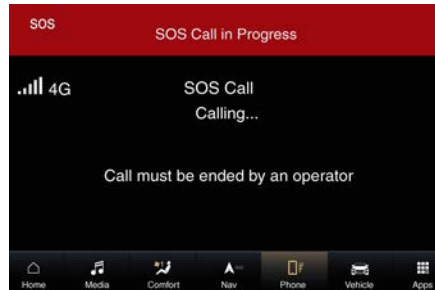 SOS
SOS Call in Progress
4G
SOS Call
Calling...
Call must be ended by an operator
Home
Media
Comfort
Nav
Phone
Vehicle
Apps